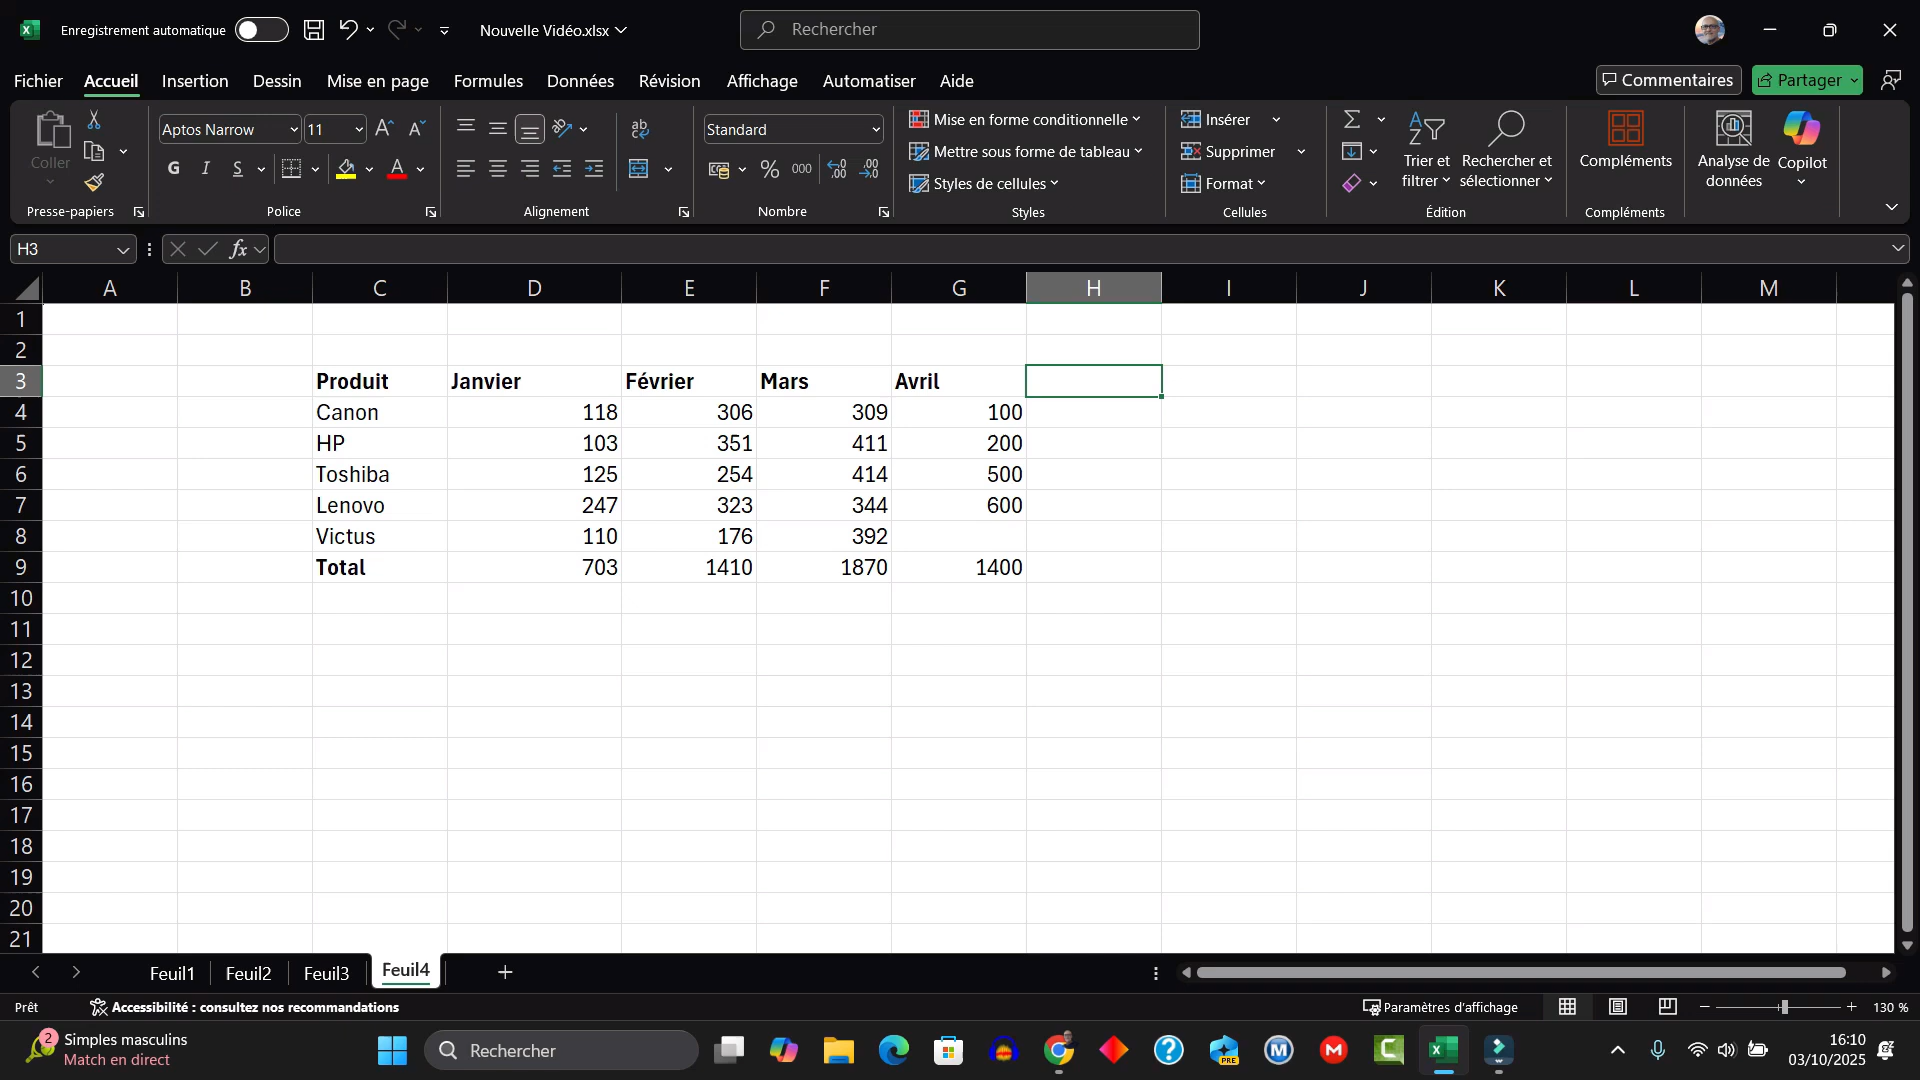 Enregistrement automatique
Nouvelle Vidéo.xlsx
Rechercher
Fichier Accueil Insertion Dessin Mise en page Formules Données Révision Affichage Automatiser Aide
Commentaires Partager
Coller
Presse-papiers
Aptos Narrow 11
G I S
Police
ab
c
Alignement
Standard
% 000
Nombre
Mise en forme conditionnelle
Mettre sous forme de tableau
Styles de cellules
Styles
Insérer
Supprimer
Format
Cellules
Trier et
filtrer
Rechercher et
sélectionner
Édition
Compléments
Compléments
Analyse de
données
Copilot
H3
fx
A B C D E F G H I J K L M
1
2
3 Produit Janvier Février Mars Avril
4 Canon 118 306 309 100
5 HP 103 351 411 200
6 Toshiba 125 254 414 500
7 Lenovo 247 323 344 600
8 Victus 110 176 392
9 Total 703 1410 1870 1400
10
11
12
13
14
15
16
17
18
19
20
21
Feuil1 Feuil2 Feuil3 Feuil4
Prêt
Accessibilité : consultez nos recommandations
Paramètres d'affichage
130 %
2
Simples masculins
Match en direct
Rechercher
PRE
16:10
03/10/2025